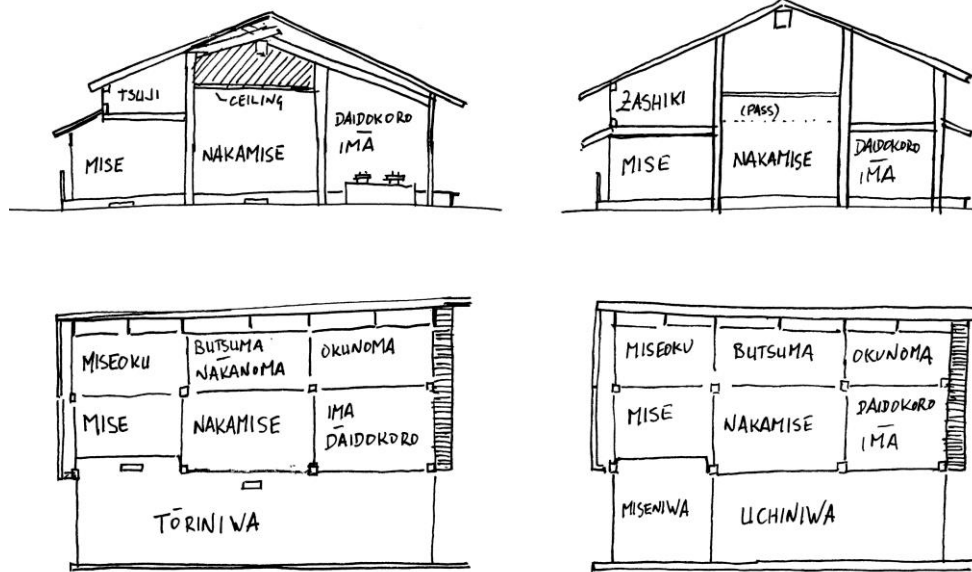 TSUJI
CEILING
DAIDOKORO
IMA
MISE
NAKAMISE
ZASHIKI
(PASS)
MISE
NAKAMISE
DAIDOKORO
IMA
MISEOKU
BUTSUMA
NAKANOMA
OKUNOMA
MISE
NAKAMISE
IMA
DAIDOKORO
TŌRINIWA
MISEOKU
BUTSUMA
OKUNOMA
MISE
NAKAMISE
DAIDOKORO
IMA
MISENIWA
UCHINIWA